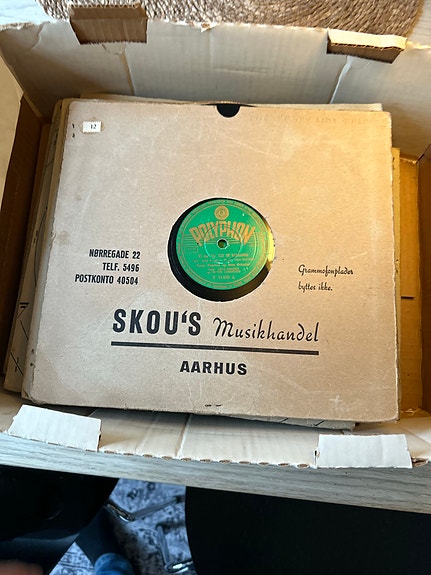 12
POLYPHON
NØRREGADE 22
TELF. 5496
POSTKONTO 40504
Grammofonplader
byttes ikke.
SKOU'S Musikhandel
AARHUS